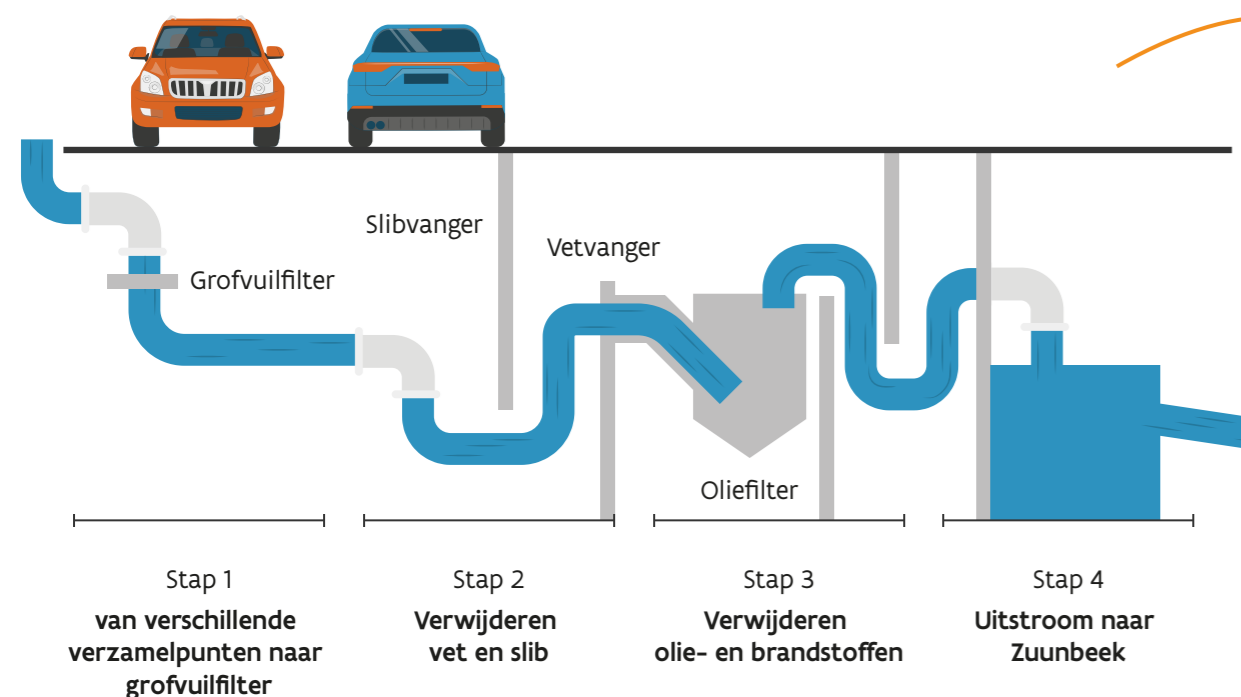 Slibvanger
Vetvanger
Grofvuilfilter
Oliefilter
Stap 1
van verschillende
verzamelpunten naar
grofvuilfilter
Stap 2
Verwijderen
vet en slib
Stap 3
Verwijderen
olie- en brandstoffen
Stap 4
Uitstroom naar
Zuunbeek